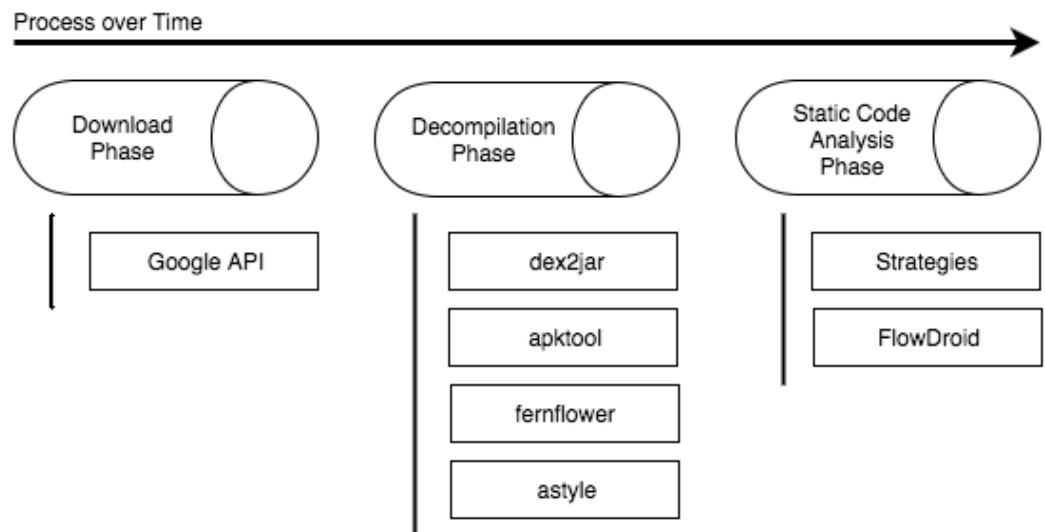 Process over Time
Download
Phase
Decompilation
Phase
Static Code
Analysis
Phase
Google API
dex2jar
Strategies
apktool
FlowDroid
fernflower
astyle